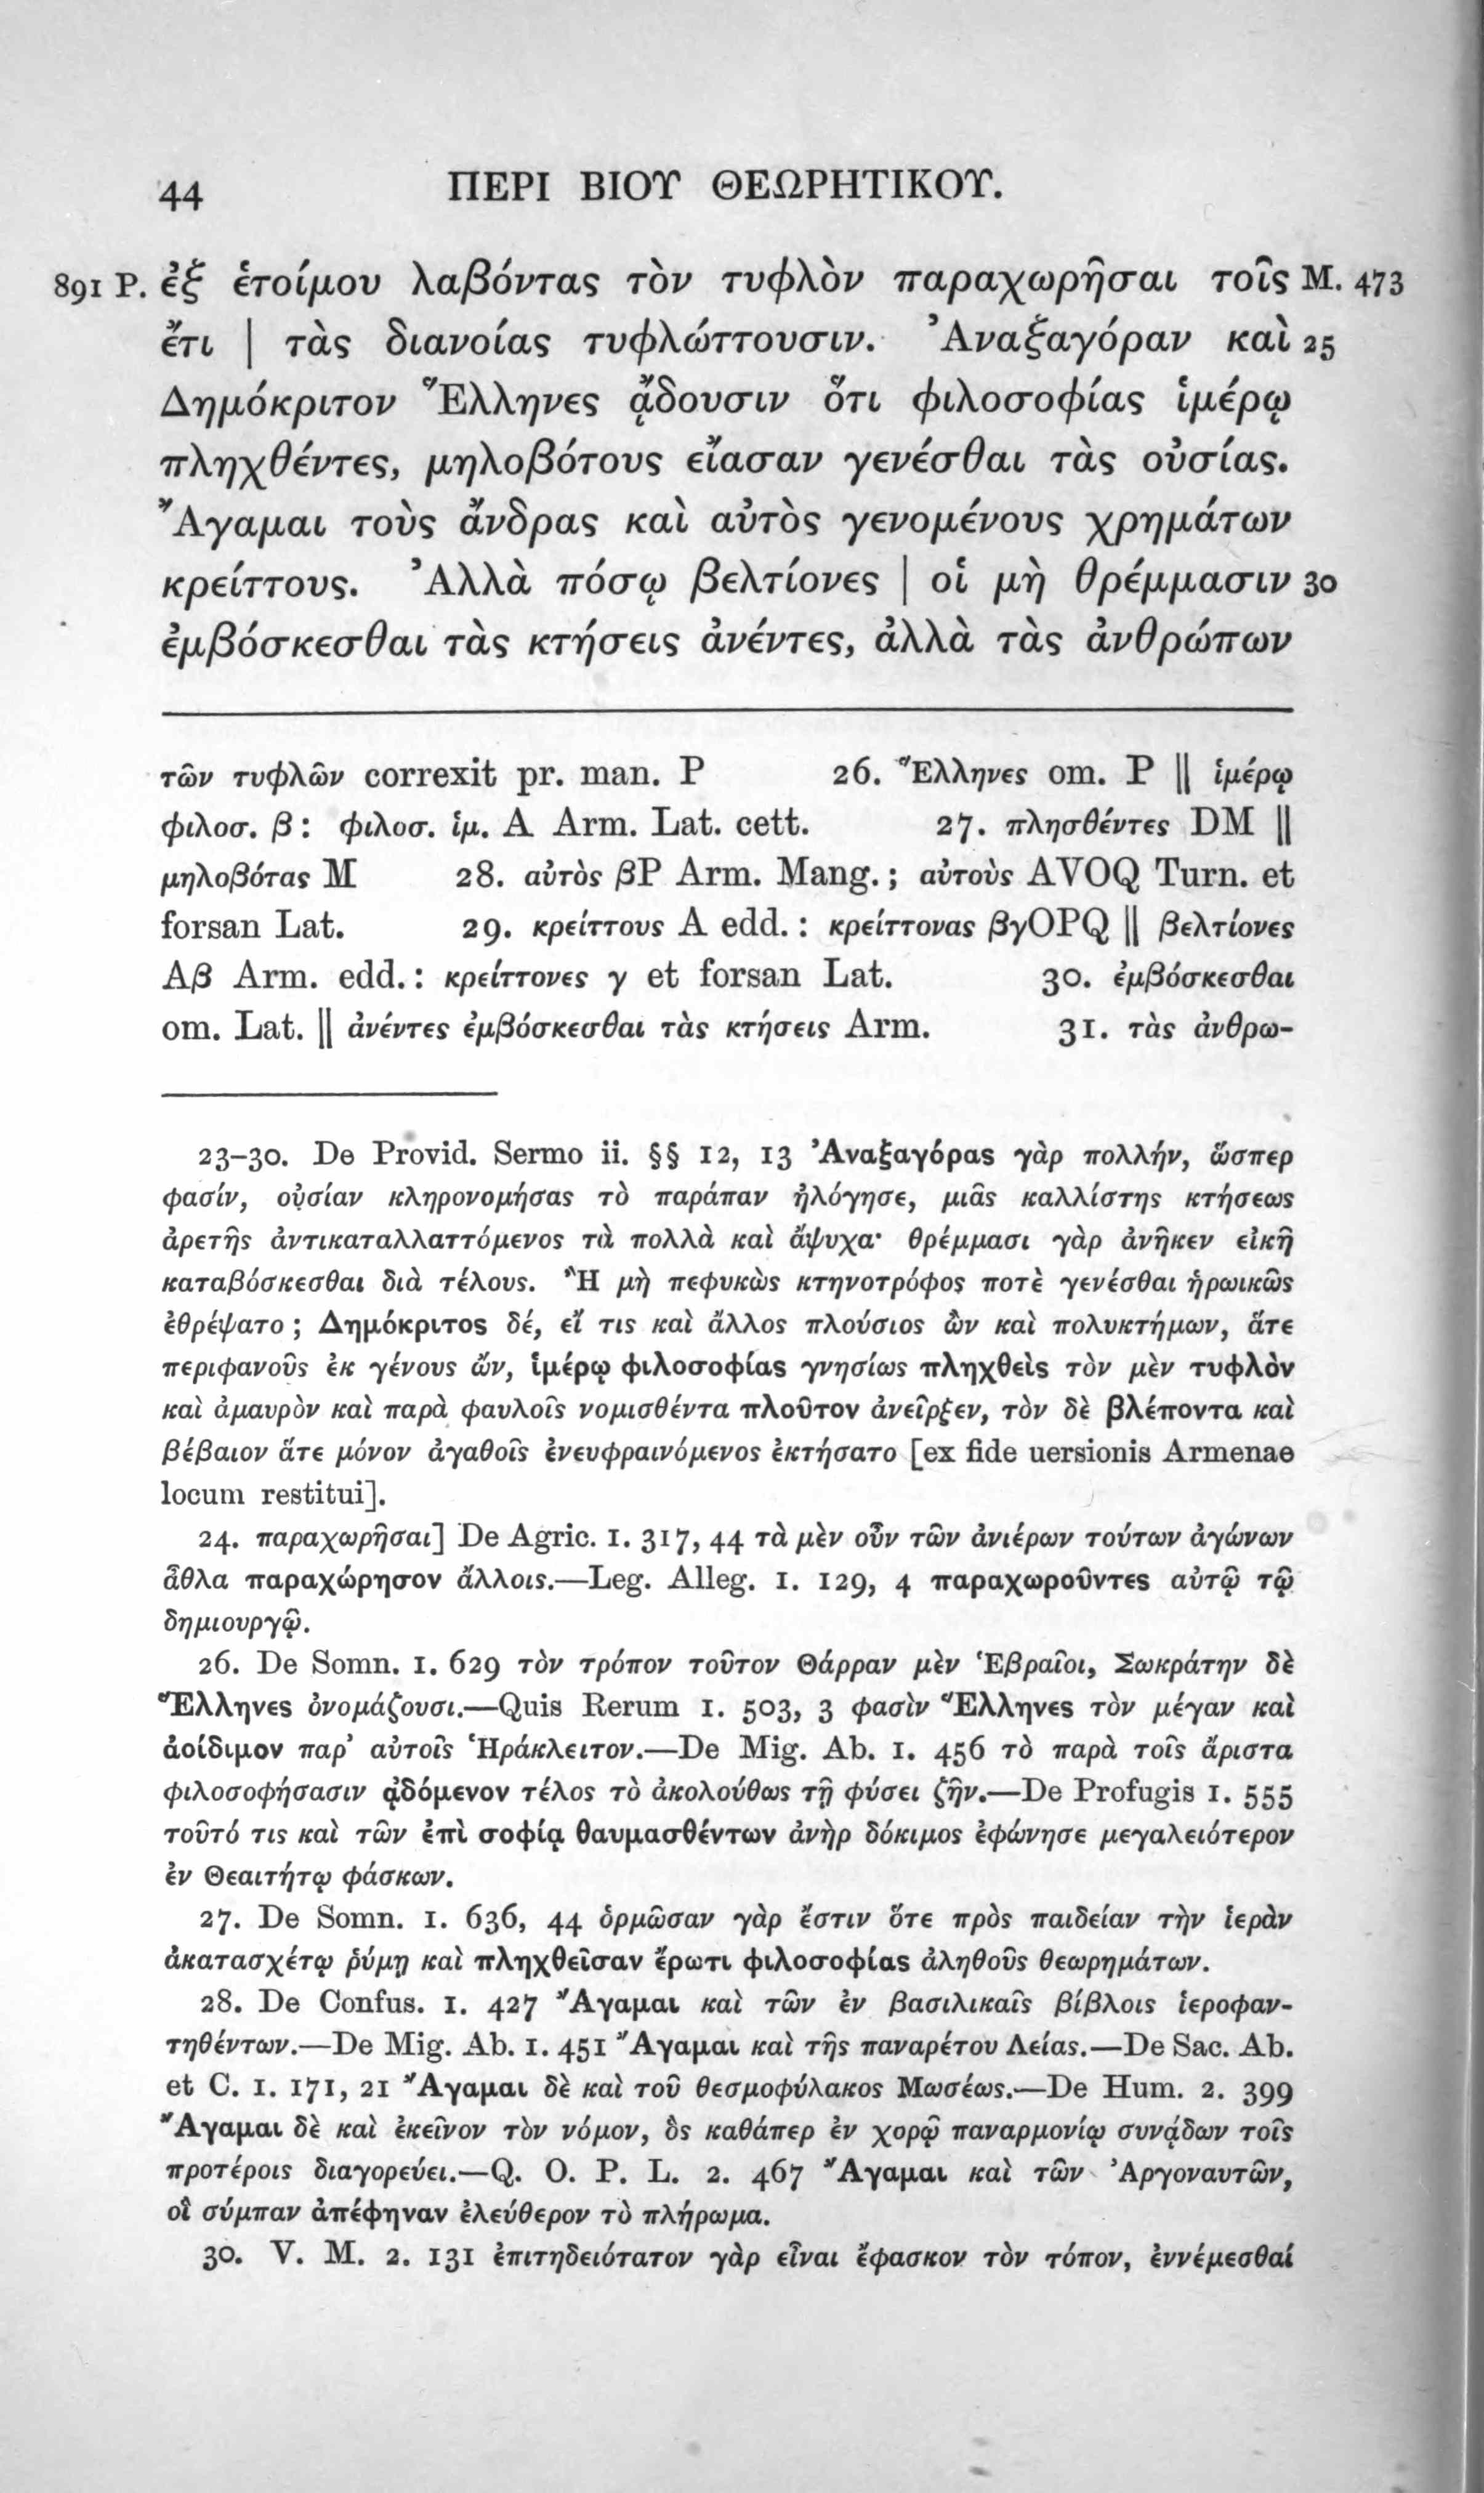 44 ΠΕΡΙ ΒΙΟΥ ΘΕΩΡΗΤΙΚΟΥ.
891 P. ἐξ ἑτοίμου λαβόντας τὸν τυφλὸν παραχωρῆσαι τοῖς M. 473
ἔτι | τὰς διανοίας τυφλώττουσιν. Ἀναξαγόραν καὶ 25
Δημόκριτον Ἕλληνες ᾄδουσιν ὅτι φιλοσοφίας ἱμέρῳ
πληχθέντες, μηλοβότους εἴασαν γενέσθαι τὰς οὐσίας.
Ἄγαμαι τοὺς ἄνδρας καὶ αὐτὸς γενομένους χρημάτων
κρείττους. Ἀλλὰ πόσῳ βελτίονες | οἱ μὴ θρέμμασιν 30
ἐμβόσκεσθαι τὰς κτήσεις ἀνέντες, ἀλλὰ τὰς ἀνθρώπων
τῶν τυφλῶν correxit pr. man. P 26. Ἕλληνες om. P || ἱμέρῳ
φιλοσ. β: φιλοσ. ἱμ. A Arm. Lat. cett. 27. πλησθέντες DM ||
μηλοβότας M 28. αὐτὸς βP Arm. Mang.; αὐτοὺς AVOQ Turn. et
forsan Lat. 29. κρείττους A edd.: κρείττονας βγOPQ || βελτίονες
Aβ Arm. edd.: κρείττονες γ et forsan Lat. 30. ἐμβόσκεσθαι
om. Lat. || ἀνέντες ἐμβόσκεσθαι τὰς κτήσεις Arm. 31. τὰς ἀνθρω-
23-30. De Provid. Sermo ii. §§ 12, 13 Ἀναξαγόρας γὰρ πολλήν, ὥσπερ
φασίν, οὐσίαν κληρονομήσας τὸ παράπαν ἠλόγησε, μιᾶς καλλίστης κτήσεως
ἀρετῆς ἀντικαταλλαττόμενος τὰ πολλὰ καὶ ἄψυχα· θρέμμασι γὰρ ἀνῆκεν εἰκῆ
καταβόσκεσθαι διὰ τέλους. Ἢ μὴ πεφυκὼς κτηνοτρόφος ποτὲ γενέσθαι ἡρωικῶς
ἐθρέψατο; Δημόκριτος δέ, εἴ τις καὶ ἄλλος πλούσιος ὢν καὶ πολυκτήμων, ἅτε
περιφανοῦς ἐκ γένους ὤν, ἱμέρῳ φιλοσοφίας γνησίως πληχθεὶς τὸν μὲν τυφλὸν
καὶ ἀμαυρὸν καὶ παρὰ φαυλοῖς νομισθέντα πλοῦτον ἀνεῖρξεν, τὸν δὲ βλέποντα καὶ
βέβαιον ἅτε μόνον ἀγαθοῖς ἐνευφραινόμενος ἐκτήσατο [ex fide uersionis Armenae
locum restitui].
24. παραχωρῆσαι] De Agric. 1. 317, 44 τὰ μὲν οὖν τῶν ἀνιέρων τούτων ἀγώνων
ἆθλα παραχώρησον ἄλλοις.—Leg. Alleg. 1. 129, 4 παραχωροῦντες αὐτῷ τῷ
δημιουργῷ.
26. De Somn. 1. 629 τὸν τρόπον τοῦτον Θάρραν μὲν Ἑβραῖοι, Σωκράτην δὲ
Ἕλληνες ὀνομάζουσι.—Quis Rerum 1. 503, 3 φασὶν Ἕλληνες τὸν μέγαν καὶ
ἀοίδιμον παρ' αὐτοῖς Ἡράκλειτον.—De Mig. Ab. 1. 456 τὸ παρὰ τοῖς ἄριστα
φιλοσοφήσασιν ᾀδόμενον τέλος τὸ ἀκολούθως τῇ φύσει ζῆν.—De Profugis 1. 555
τοῦτό τις καὶ τῶν ἐπὶ σοφίᾳ θαυμασθέντων ἀνὴρ δόκιμος ἐφώνησε μεγαλειότερον
ἐν Θεαιτήτῳ φάσκων.
27. De Somn. 1. 636, 44 ὁρμῶσαν γὰρ ἔστιν ὅτε πρὸς παιδείαν τὴν ἱερὰν
ἀκατασχέτῳ ῥύμῃ καὶ πληχθεῖσαν ἔρωτι φιλοσοφίας ἀληθοῦς θεωρημάτων.
28. De Confus. 1. 427 Ἄγαμαι καὶ τῶν ἐν βασιλικαῖς βίβλοις ἱεροφαν-
τηθέντων.—De Mig. Ab. 1. 451 Ἄγαμαι καὶ τῆς παναρέτου Λείας.—De Sac. Ab.
et C. 1. 171, 21 Ἄγαμαι δὲ καὶ τοῦ θεσμοφύλακος Μωσέως.—De Hum. 2. 399
Ἄγαμαι δὲ καὶ ἐκεῖνον τὸν νόμον, ὃς καθάπερ ἐν χορῷ παναρμονίῳ συνᾴδων τοῖς
προτέροις διαγορεύει.—Q. O. P. L. 2. 467 Ἄγαμαι καὶ τῶν Ἀργοναυτῶν,
οἳ σύμπαν ἀπέφηναν ἐλεύθερον τὸ πλήρωμα.
30. V. M. 2. 131 ἐπιτηδειότατον γὰρ εἶναι ἔφασκον τὸν τόπον, ἐννέμεσθαί